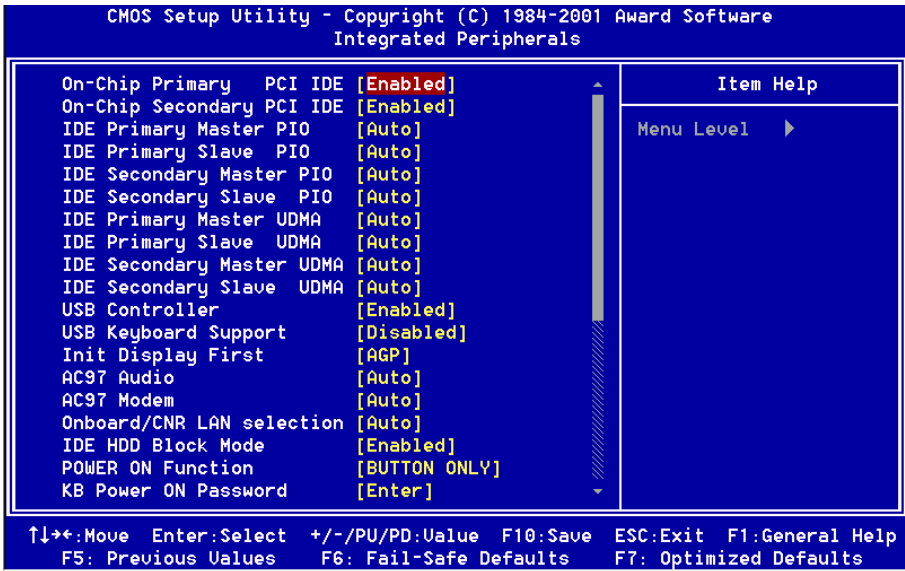 CMOS Setup Utility - Copyright (C) 1984-2001 Award Software
Integrated Peripherals
On-Chip Primary   PCI IDE [Enabled]
On-Chip Secondary PCI IDE [Enabled]
IDE Primary Master PIO    [Auto]
IDE Primary Slave  PIO    [Auto]
IDE Secondary Master PIO  [Auto]
IDE Secondary Slave  PIO  [Auto]
IDE Primary Master UDMA   [Auto]
IDE Primary Slave  UDMA   [Auto]
IDE Secondary Master UDMA [Auto]
IDE Secondary Slave  UDMA [Auto]
USB Controller            [Enabled]
USB Keyboard Support      [Disabled]
Init Display First        [AGP]
AC97 Audio                [Auto]
AC97 Modem                [Auto]
Onboard/CNR LAN selection [Auto]
IDE HDD Block Mode        [Enabled]
POWER ON Function         [BUTTON ONLY]
KB Power ON Password      [Enter]
Item Help
Menu Level ▶
↑↓→←:Move  Enter:Select  +/-/PU/PD:Value  F10:Save  ESC:Exit  F1:General Help
F5: Previous Values    F6: Fail-Safe Defaults    F7: Optimized Defaults